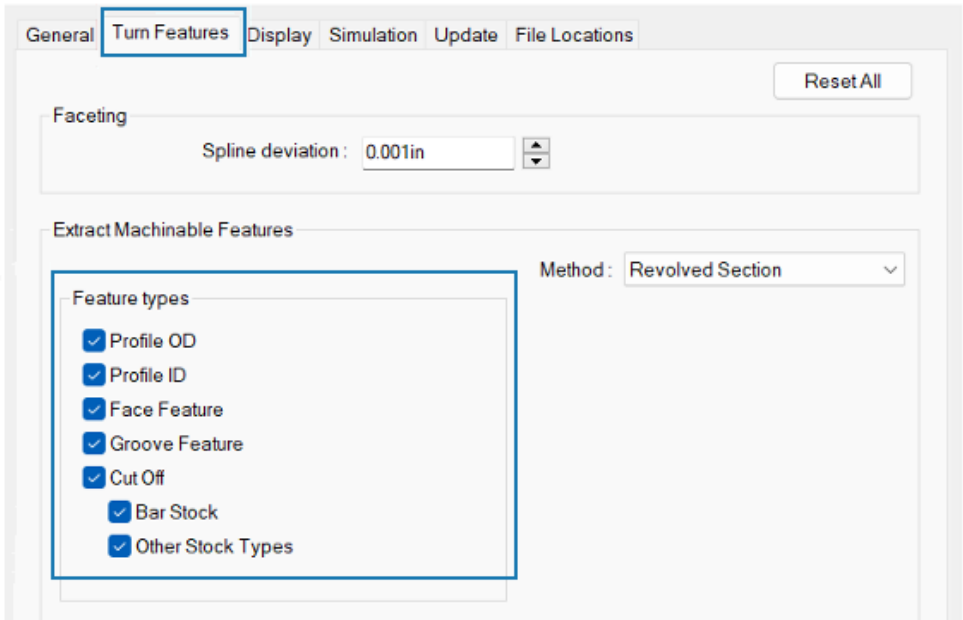 General Turn Features Display Simulation Update File Locations
Reset All
Faceting
Spline deviation : 0.001in
Extract Machinable Features
Method : Revolved Section
Feature types
Profile OD
Profile ID
Face Feature
Groove Feature
Cut Off
Bar Stock
Other Stock Types